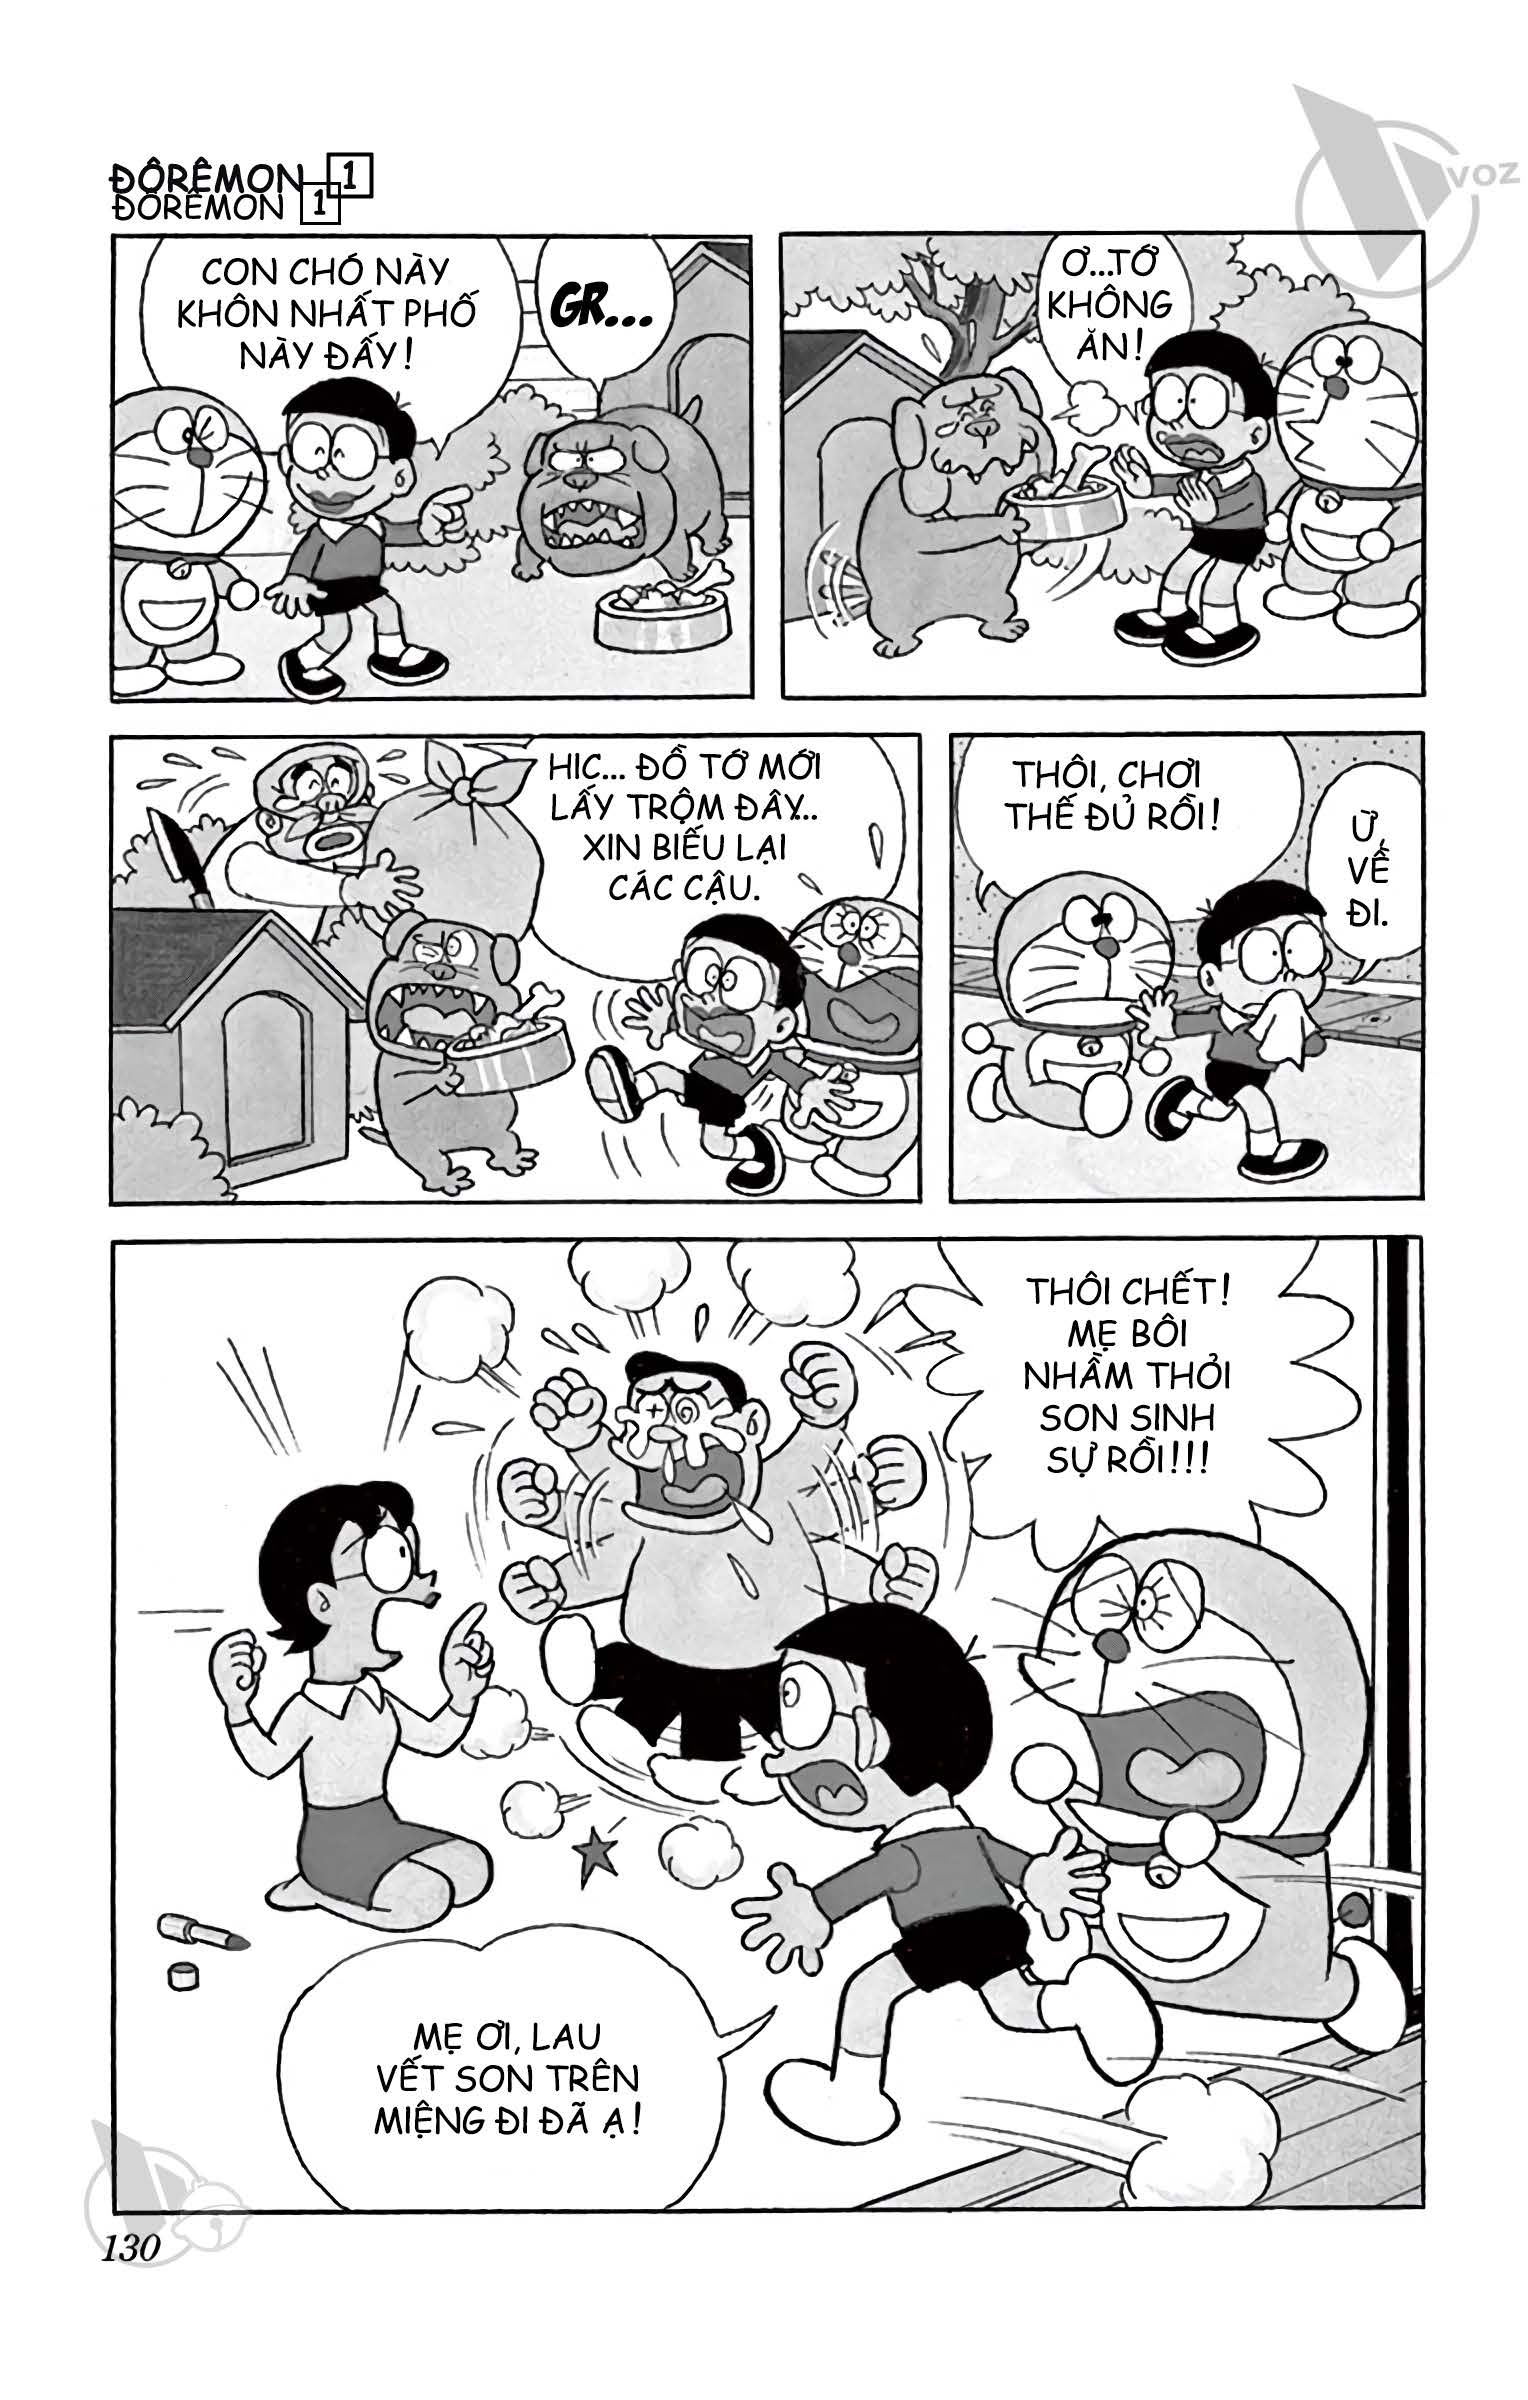 ĐÔRÊMON 1
ĐÔRÊMON 1
VOZ
CON CHÓ NÀY
KHÔN NHẤT PHỐ
NÀY ĐẤY!
GR...
Ơ...TỚ
KHÔNG
ĂN!
HIC... ĐỒ TỚ MỚI
LẤY TRỘM ĐÂY...
XIN BIẾU LẠI
CÁC CẬU.
THÔI, CHƠI
THẾ ĐỦ RỒI!
Ừ,
VỀ
ĐI.
THÔI CHẾT!
MẸ BÔI
NHẦM THỎI
SON SINH
SỰ RỒI!!!
MẸ ƠI, LAU
VẾT SON TRÊN
MIỆNG ĐI ĐÃ Ạ!
130